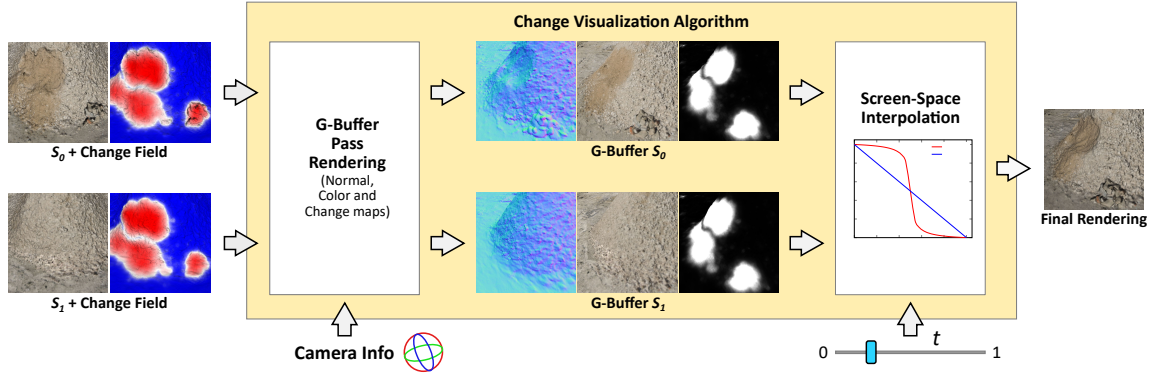 Change Visualization Algorithm
S0 + Change Field
S1 + Change Field
G-Buffer
Pass
Rendering
(Normal,
Color and
Change maps)
G-Buffer S0
G-Buffer S1
Screen-Space
Interpolation
Final Rendering
Camera Info
t
0
1